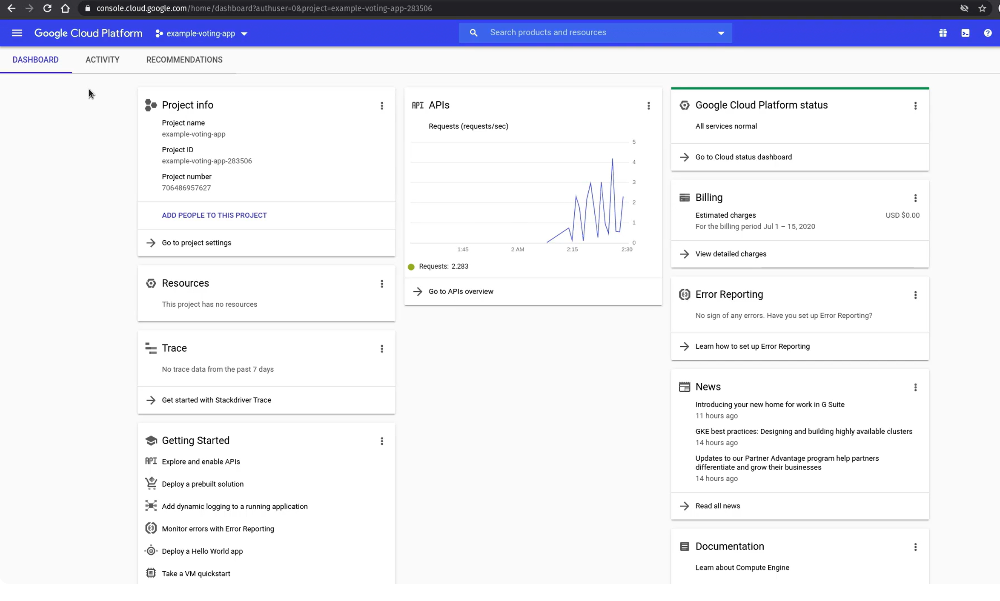 console.cloud.google.com/home/dashboard?authuser=0&project=example-voting-app-283506
Google Cloud Platform
example-voting-app
Search products and resources
DASHBOARD
ACTIVITY
RECOMMENDATIONS
Project info
Project name
example-voting-app
Project ID
example-voting-app-283506
Project number
706486957627
ADD PEOPLE TO THIS PROJECT
Go to project settings
Resources
This project has no resources
Trace
No trace data from the past 7 days
Get started with Stackdriver Trace
Getting Started
API Explore and enable APIs
Deploy a prebuilt solution
Add dynamic logging to a running application
Monitor errors with Error Reporting
Deploy a Hello World app
Take a VM quickstart
API APIs
Requests (requests/sec)
5
4
3
2
1
0
1:45 2 AM 2:15 2:30
Requests: 2.283
Go to APIs overview
Google Cloud Platform status
All services normal
Go to Cloud status dashboard
Billing
Estimated charges USD $0.00
For the billing period Jul 1 – 15, 2020
View detailed charges
Error Reporting
No sign of any errors. Have you set up Error Reporting?
Learn how to set up Error Reporting
News
Introducing your new home for work in G Suite
11 hours ago
GKE best practices: Designing and building highly available clusters
14 hours ago
Updates to our Partner Advantage program help partners
differentiate and grow their businesses
14 hours ago
Read all news
Documentation
Learn about Compute Engine